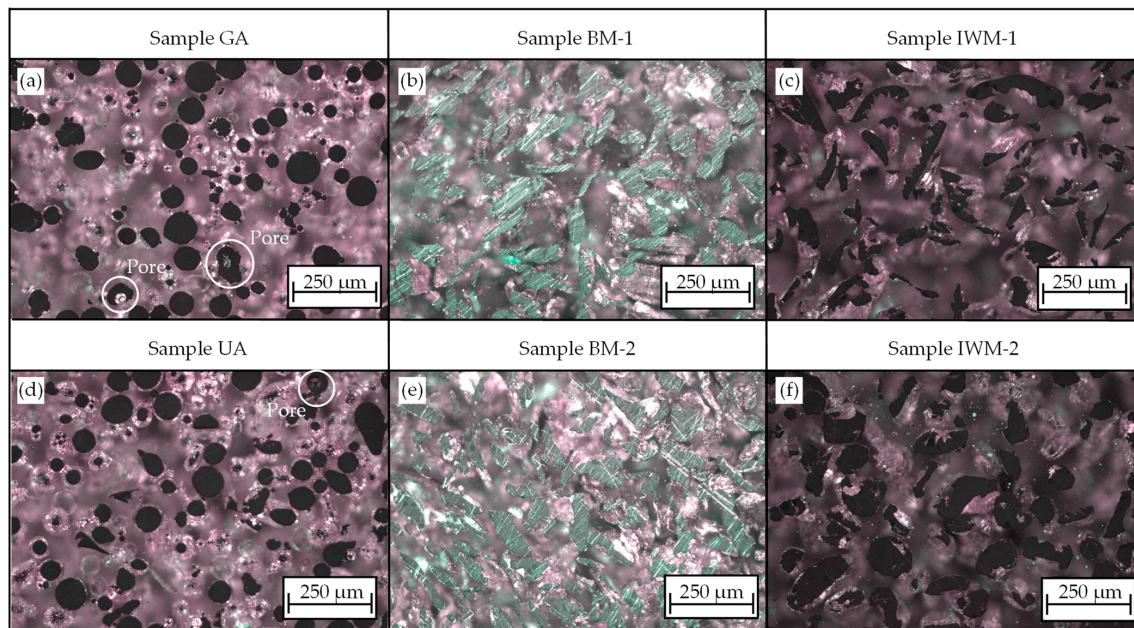 Sample GA
Sample BM-1
Sample IWM-1
(a)
(b)
(c)
Pore
Pore
250 µm
250 µm
250 µm
Sample UA
Sample BM-2
Sample IWM-2
(d)
(e)
(f)
Pore
250 µm
250 µm
250 µm